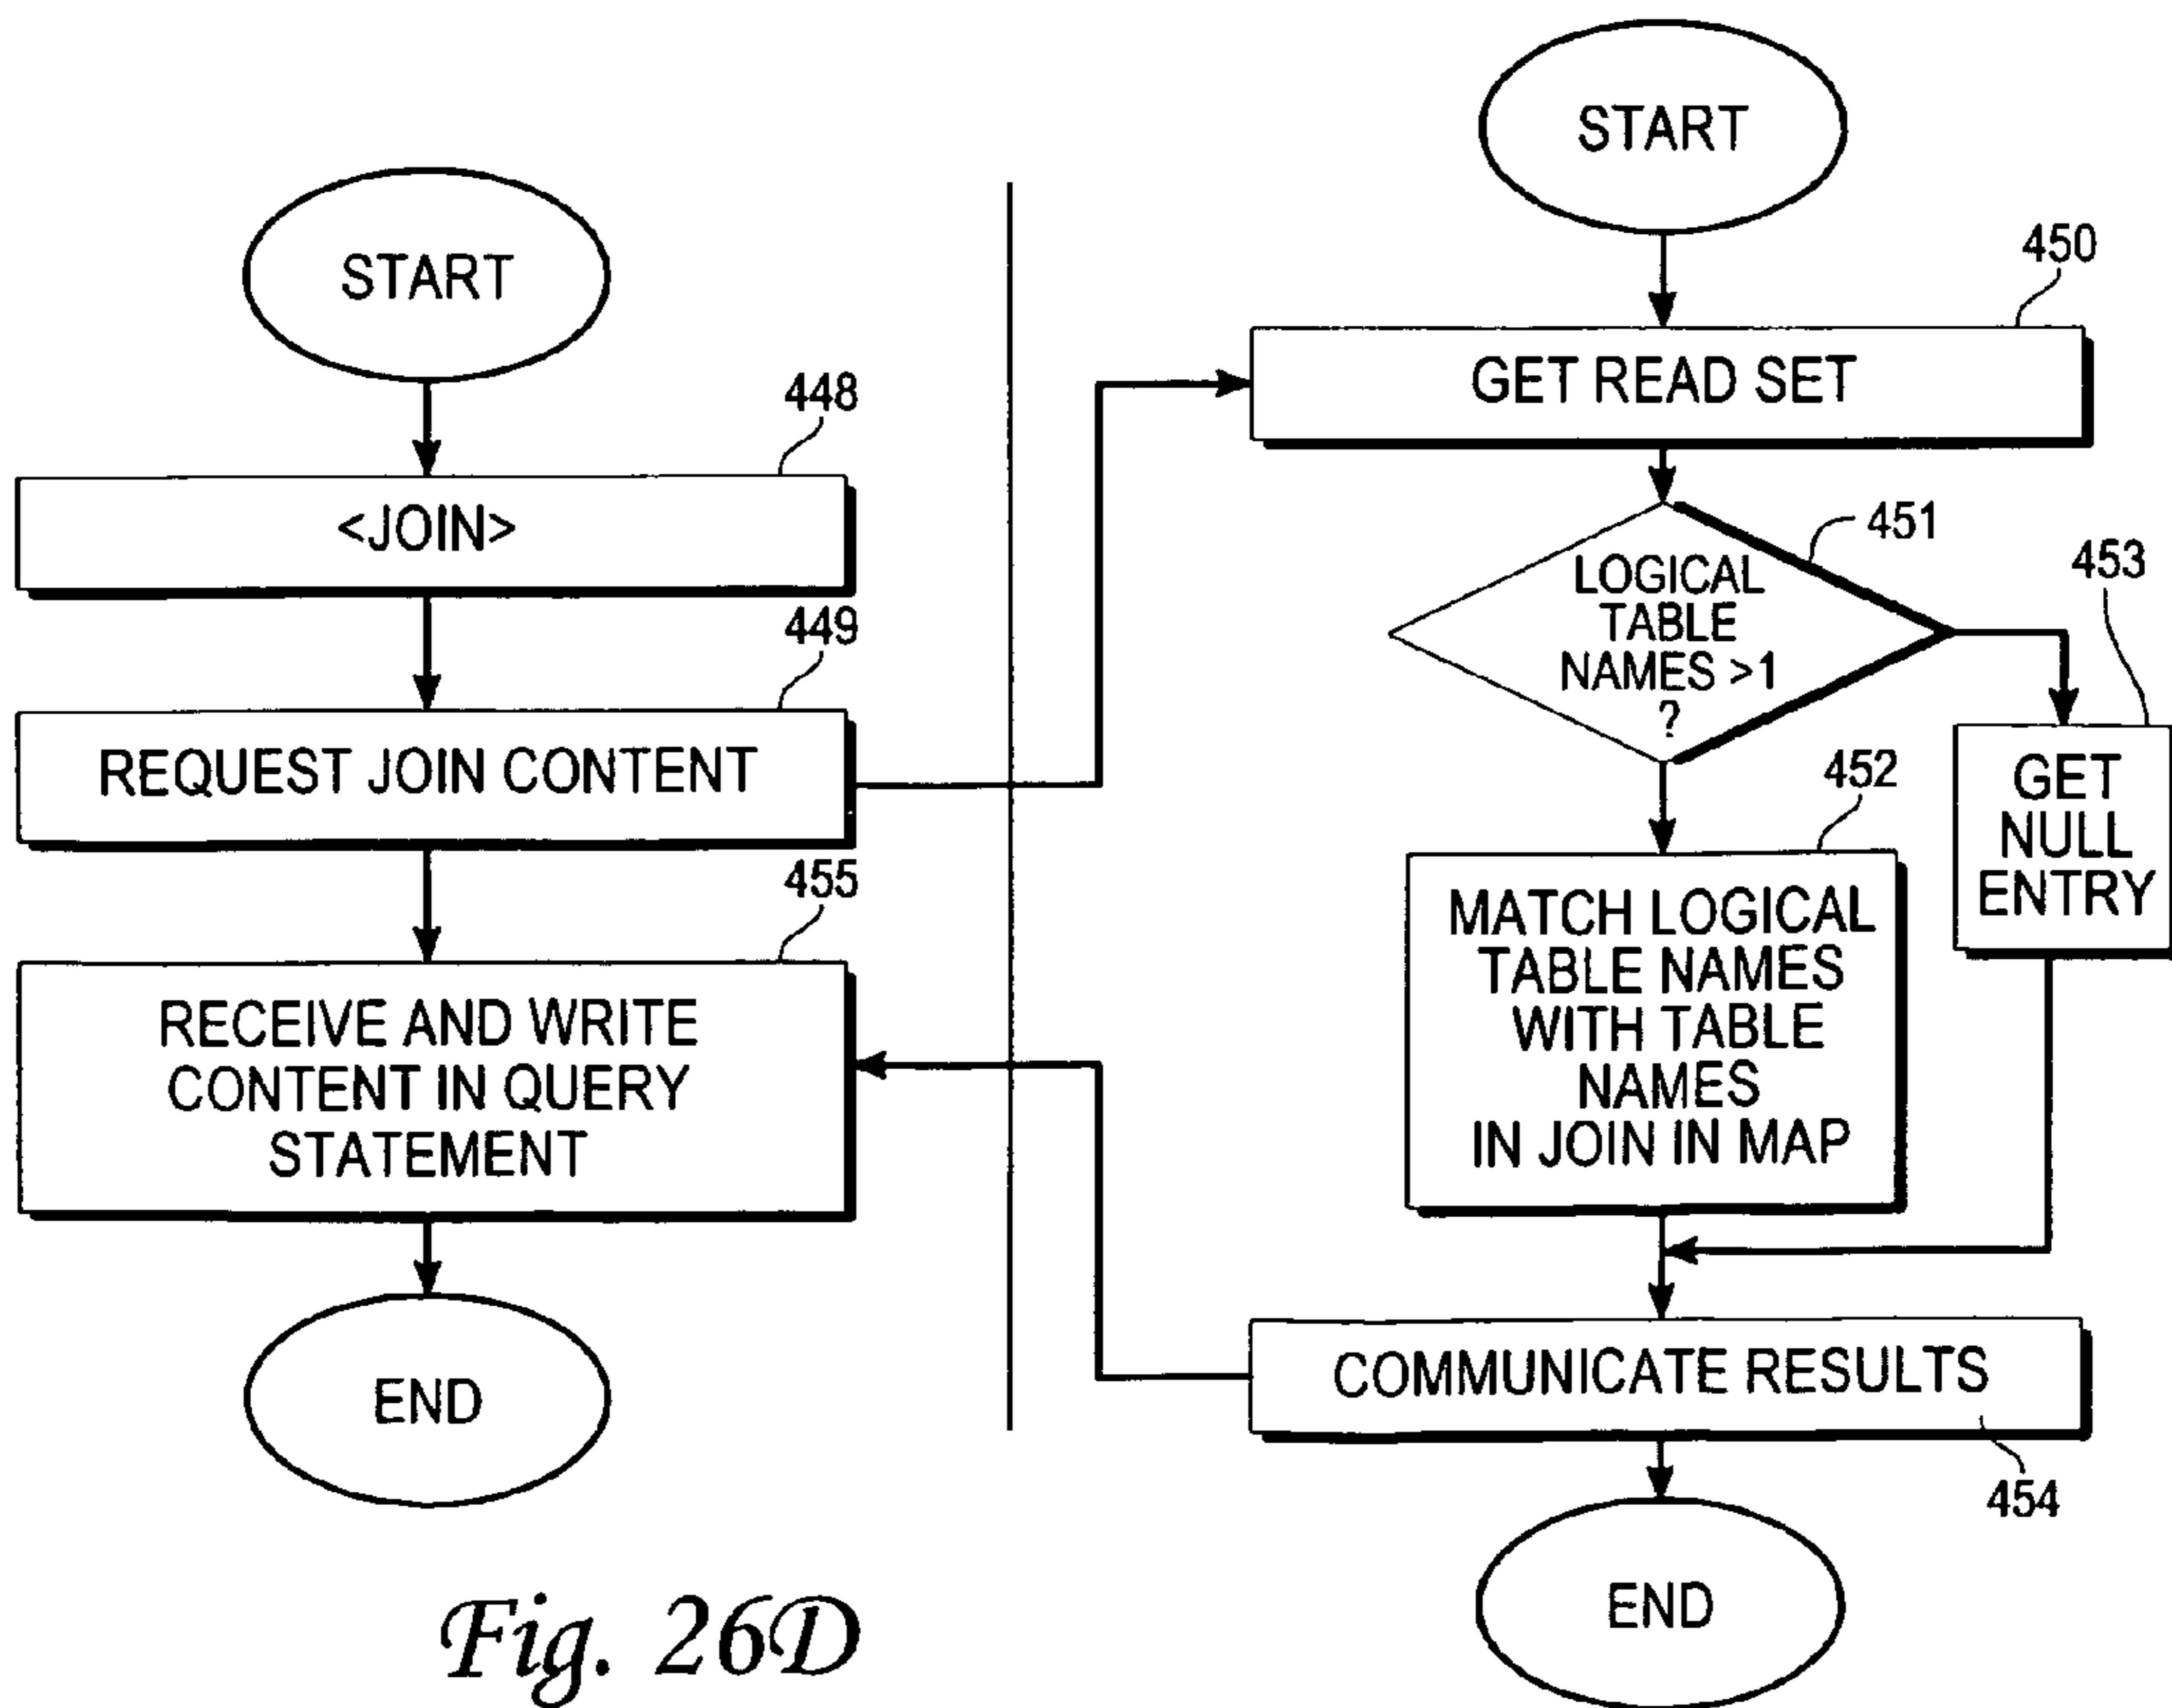 START
448
<JOIN>
449
REQUEST JOIN CONTENT
455
RECEIVE AND WRITE
CONTENT IN QUERY
STATEMENT
END
START
450
GET READ SET
451
LOGICAL
TABLE
NAMES >1
?
453
GET
NULL
ENTRY
452
MATCH LOGICAL
TABLE NAMES
WITH TABLE
NAMES
IN JOIN IN MAP
COMMUNICATE RESULTS
454
END
Fig. 26D